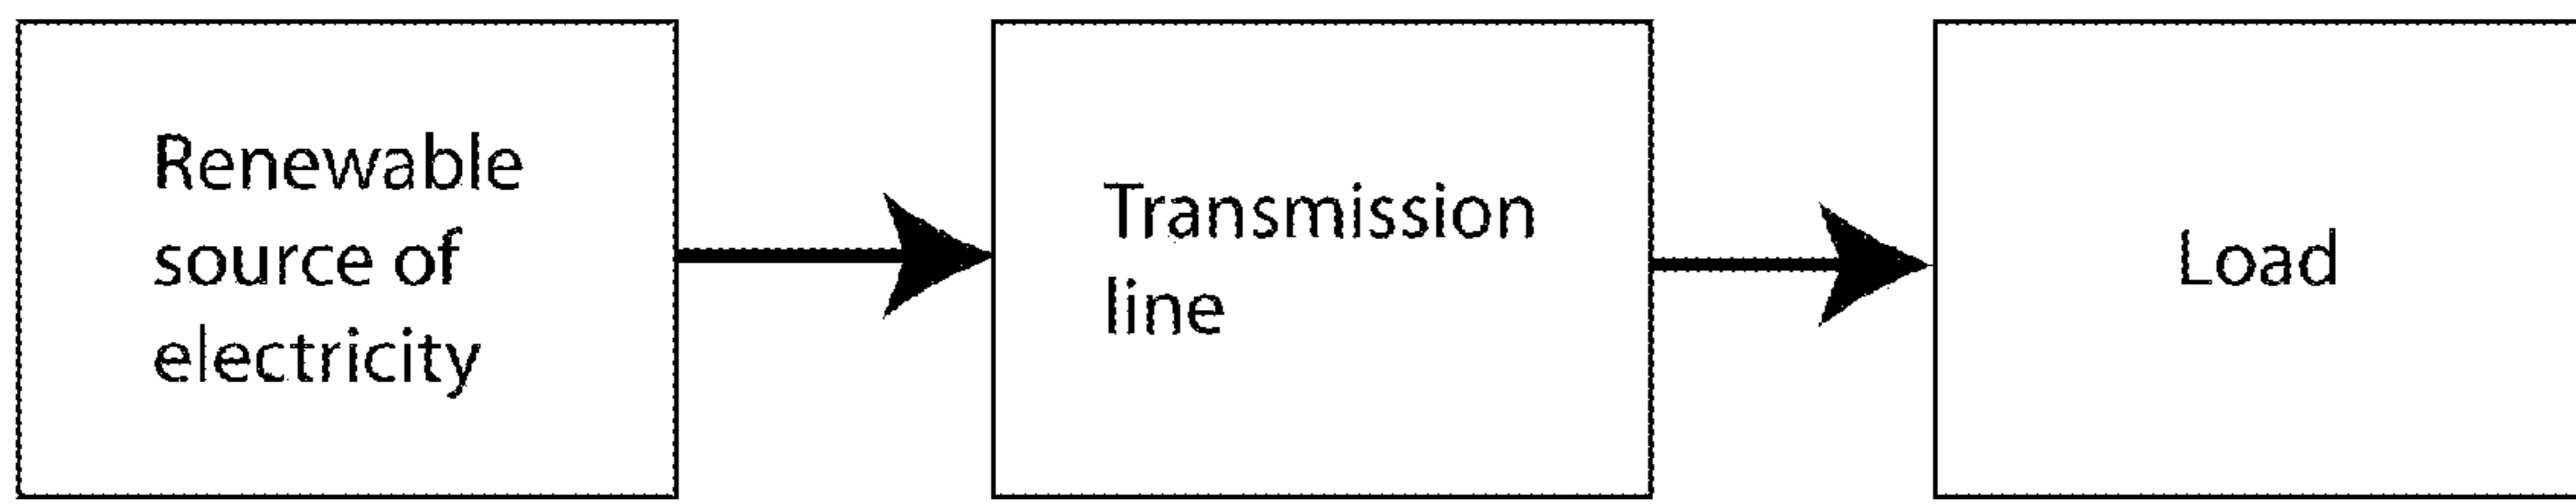 Renewable
source of
electricity
Transmission
line
Load